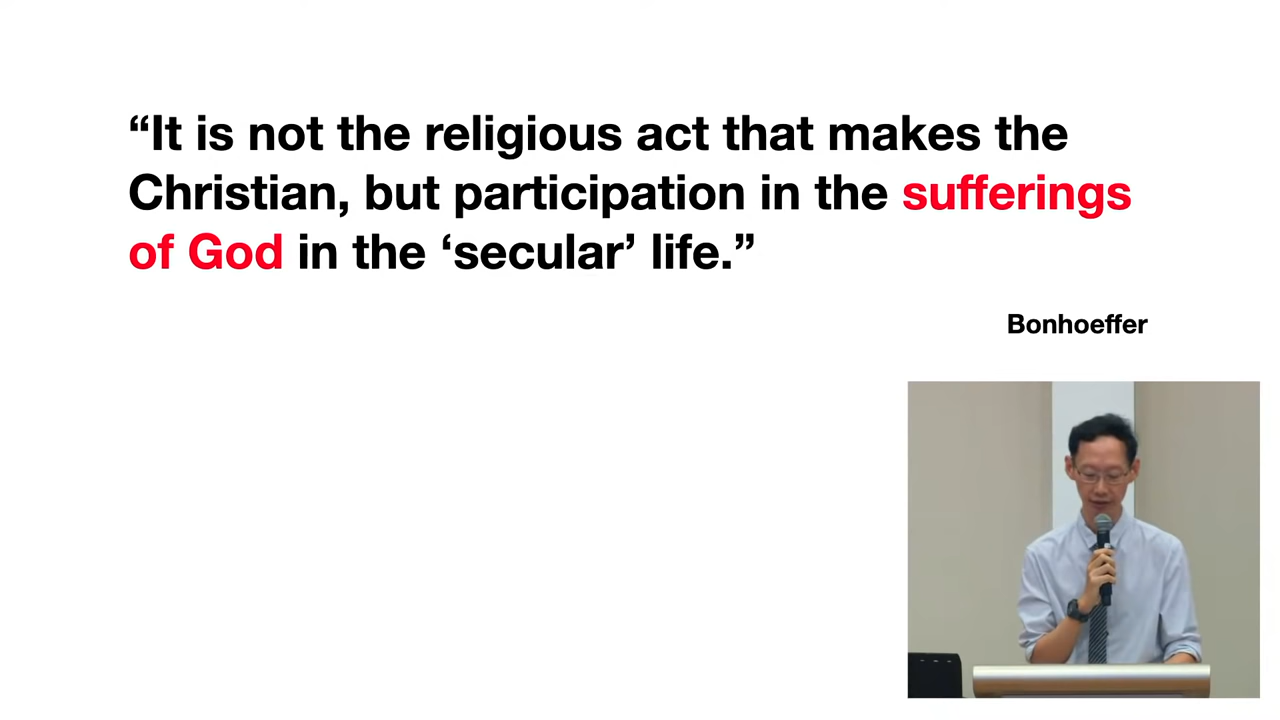 “It is not the religious act that makes the
Christian, but participation in the sufferings
of God in the ‘secular’ life.”
Bonhoeffer